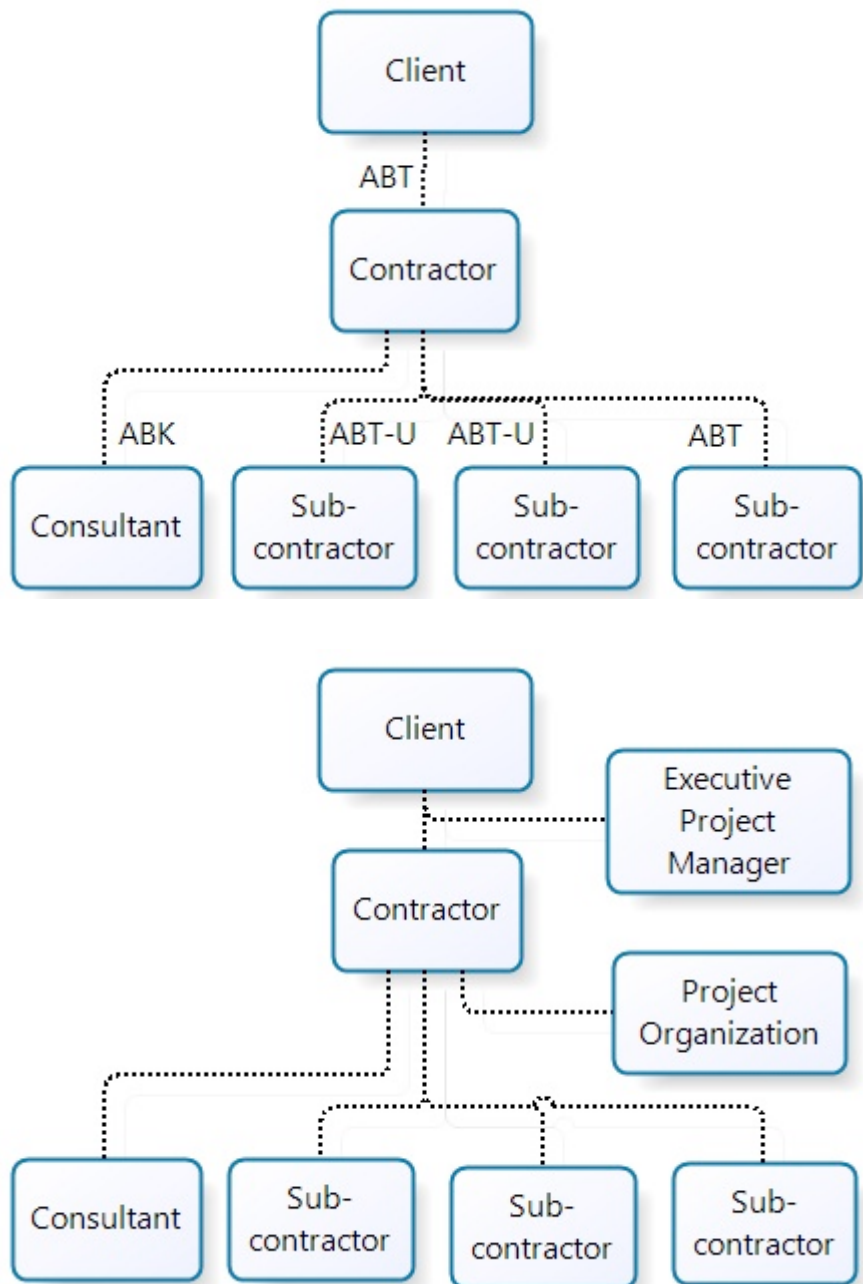 Client
ABT
Contractor
ABK
ABT-U
ABT-U
ABT
Consultant
Sub-
contractor
Sub-
contractor
Sub-
contractor
Client
Executive
Project
Manager
Contractor
Project
Organization
Consultant
Sub-
contractor
Sub-
contractor
Sub-
contractor